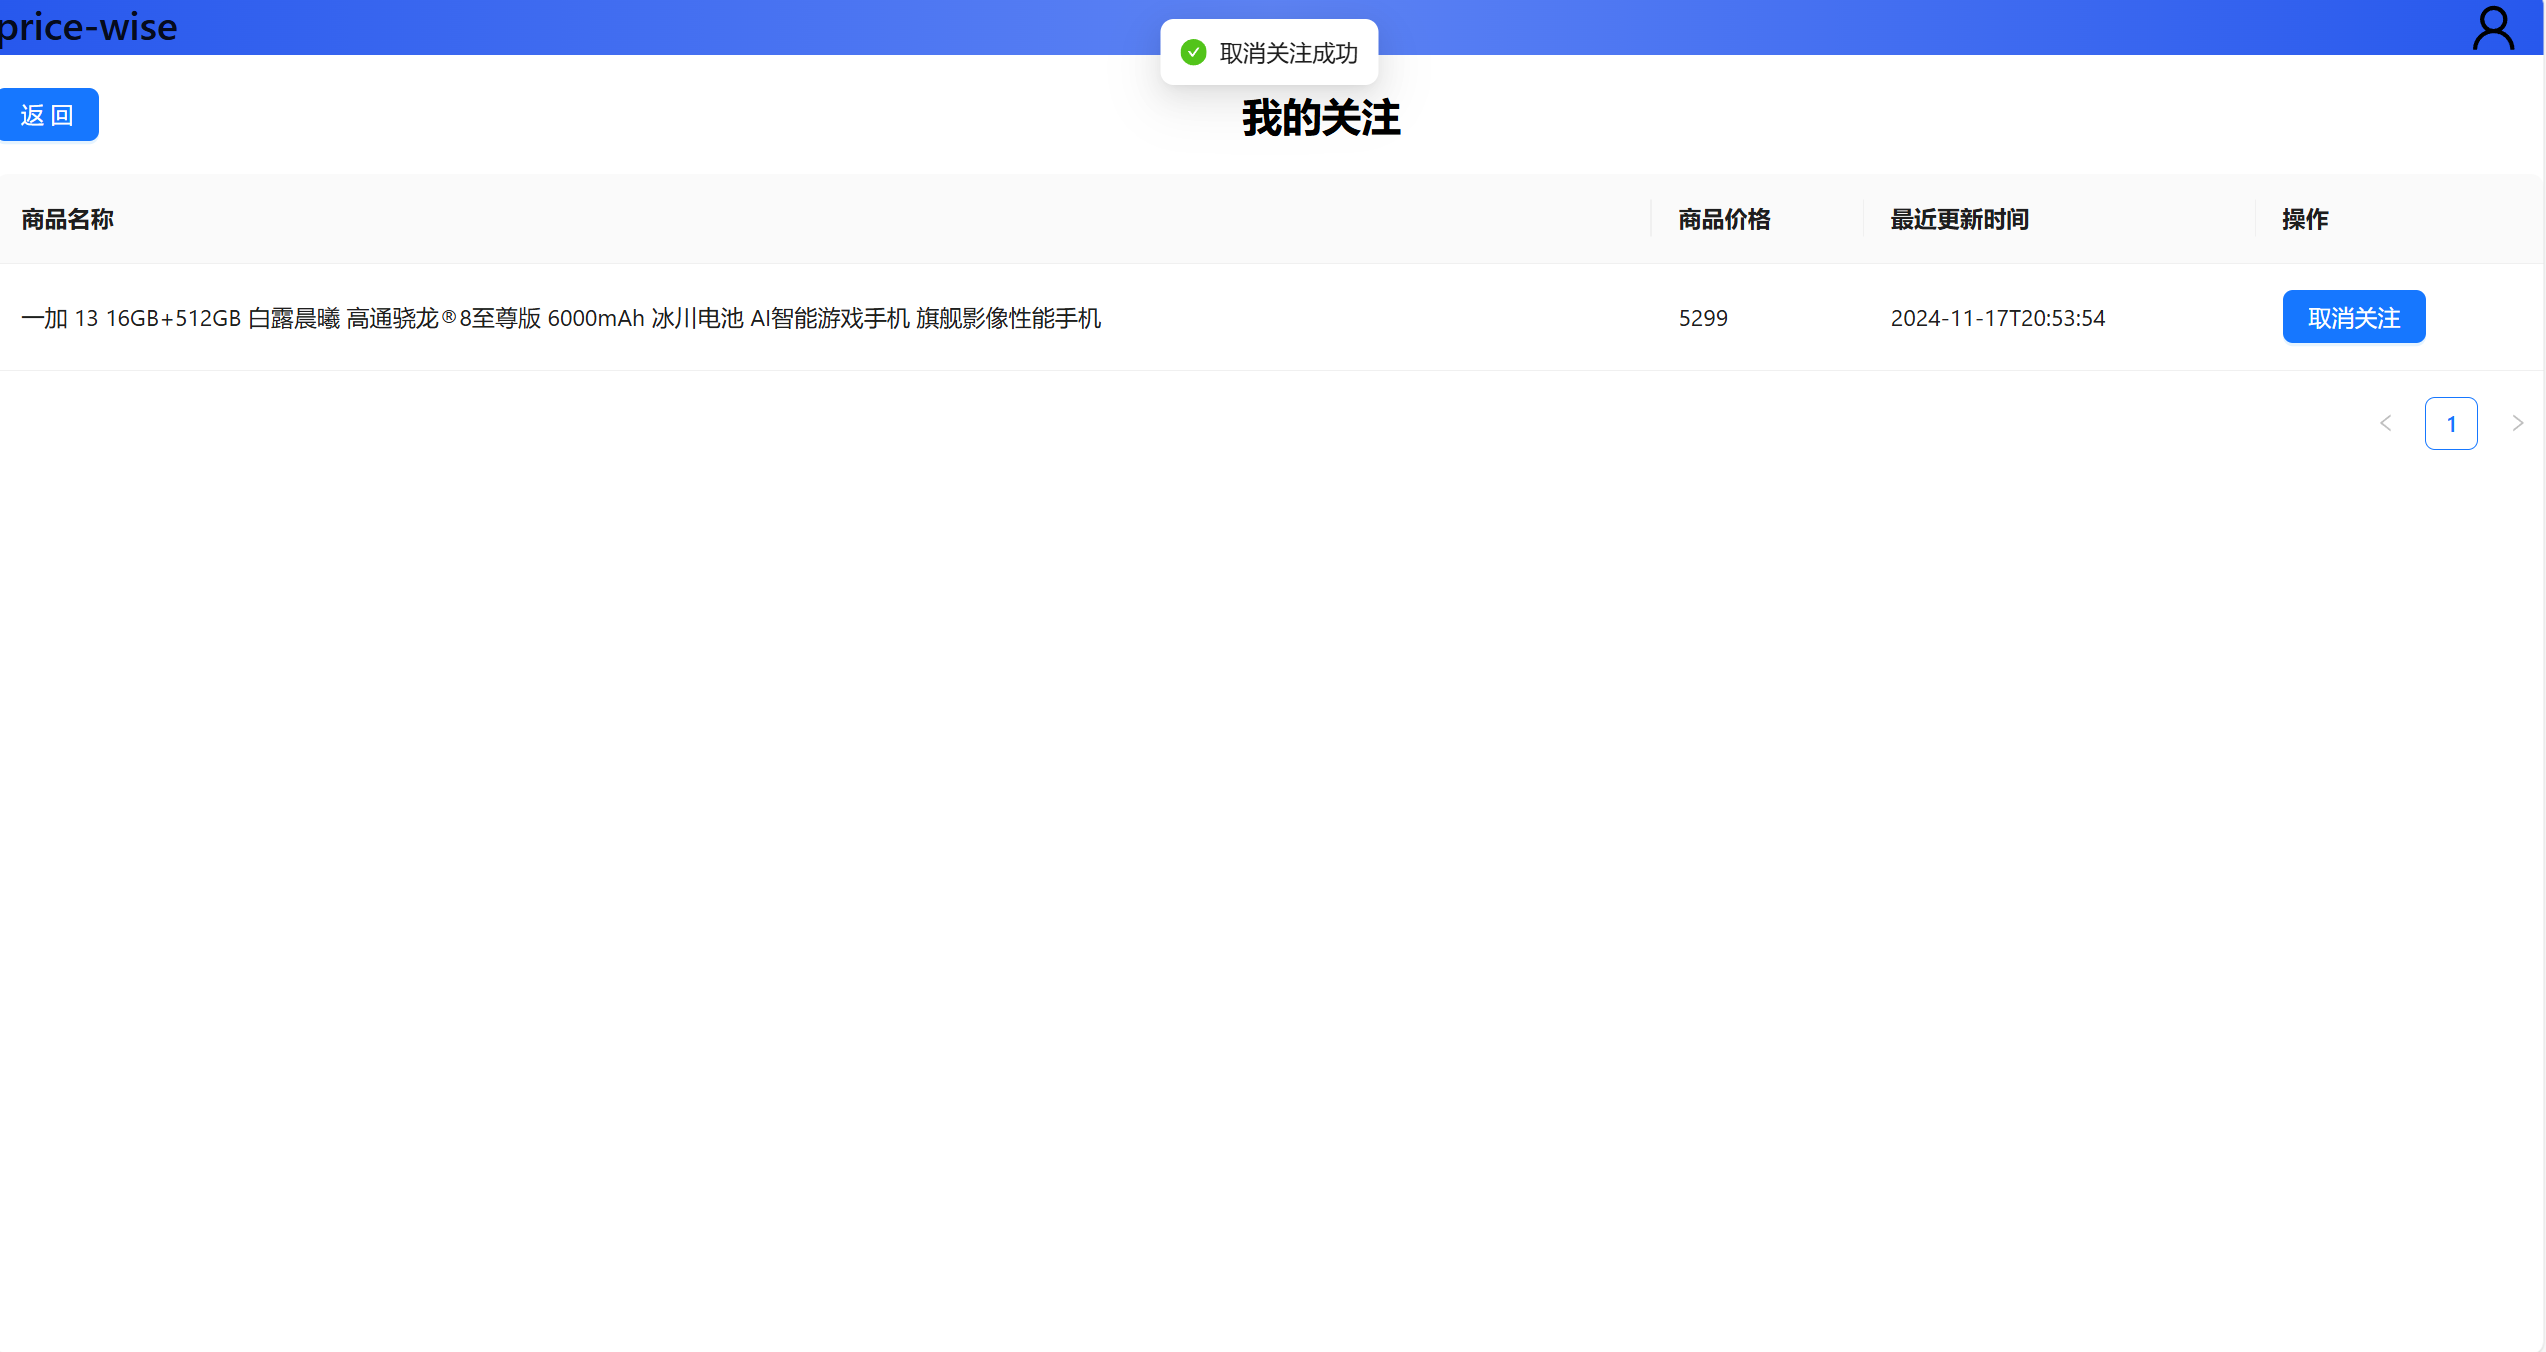 price-wise
取消关注成功
返 回
我的关注
商品名称 商品价格 最近更新时间 操作
一加 13 16GB+512GB 白露晨曦 高通骁龙®8至尊版 6000mAh 冰川电池 AI智能游戏手机 旗舰影像性能手机 5299 2024-11-17T20:53:54 取消关注
1